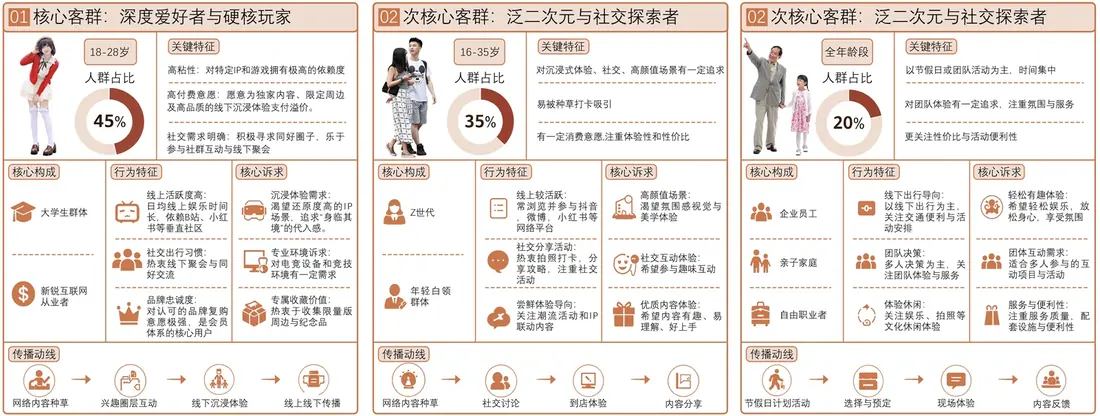 01 核心客群：深度爱好者与硬核玩家
18-28岁
人群占比
45%
关键特征
高粘性：对特定IP和游戏拥有极高的依赖度
高付费意愿：愿意为独家内容、限定周边
及高品质的线下沉浸体验支付溢价。
社交需求明确：积极寻求同好圈子，乐于
参与社群互动与线下聚会
核心构成
大学生群体
新锐互联网
从业者
行为特征
线上活跃度高：
日均线上娱乐时间
长，依赖B站、小红
书等垂直社区
社交出行习惯：
热衷线下聚会与同
好交流
品牌忠诚度：
对认可的品牌复购
意愿极强，是会员
体系的核心用户
核心诉求
沉浸体验需求：
渴望还原度高的IP
场景，追求“身临其
境”的代入感。
专业环境诉求：
对电竞设备和竞技
环境有一定需求
专属收藏价值：
热衷于收集限量版
周边与纪念品
传播动线
网络内容种草
兴趣圈层互动
线下沉浸体验
线上线下传播
02 次核心客群：泛二次元与社交探索者
16-35岁
人群占比
35%
关键特征
对沉浸式体验、社交、高颜值场景有一定追求
易被种草打卡吸引
有一定消费意愿,注重体验性和性价比
核心构成
Z世代
年轻白领
群体
行为特征
线上较活跃：
常浏览并参与抖音
，微博，小红书等
网络平台
社交分享活动：
热衷拍照打卡，分
享攻略，注重社交
活动
尝鲜体验导向：
关注潮流活动和IP
联动内容
核心诉求
高颜值场景：
渴望氛围感视觉与
美学体验
社交互动体验：
希望参与趣味互动
优质内容体验：
希望内容有趣、易
理解、好上手
传播动线
网络内容种草
社交讨论
到店体验
内容分享
02 次核心客群：泛二次元与社交探索者
全年龄段
人群占比
20%
关键特征
以节假日或团队活动为主，时间集中
对团队体验有一定追求、注重氛围与服务
更关注性价比与活动便利性
核心构成
企业员工
亲子家庭
自由职业者
行为特征
线下出行导向：
以线下出行为主，
关注交通便利与活
动安排
团队决策：
多人决策为主，关
注团队体验与服务
体验休闲：
关注娱乐、拍照等
文化休闲体验
核心诉求
轻松有趣体验：
希望轻松娱乐，放
松身心，享受氛围
团体互动需求：
适合多人参与的互
动项目与活动
服务与便利性：
注重服务质量，配
套设施与便利性
传播动线
节假日计划活动
选择与预定
现场体验
内容反馈